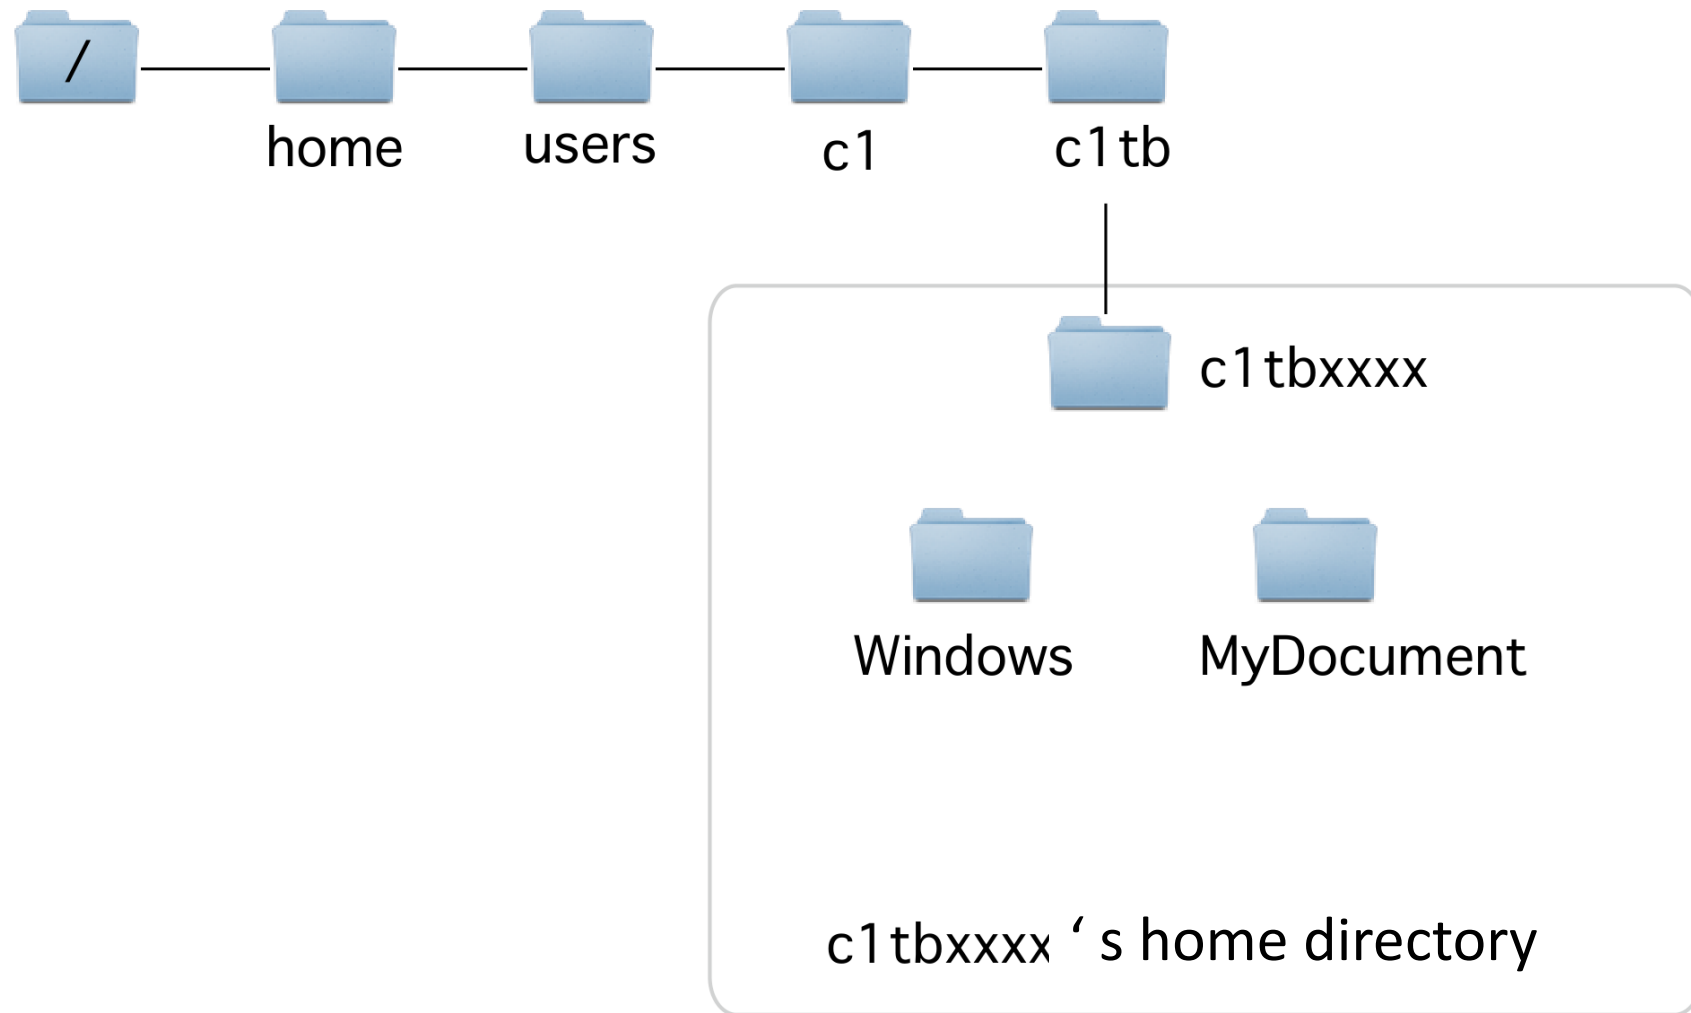 /
home users c1 c1tb
c1tbxxxx
Windows MyDocument
c1tbxxxx ‘ s home directory